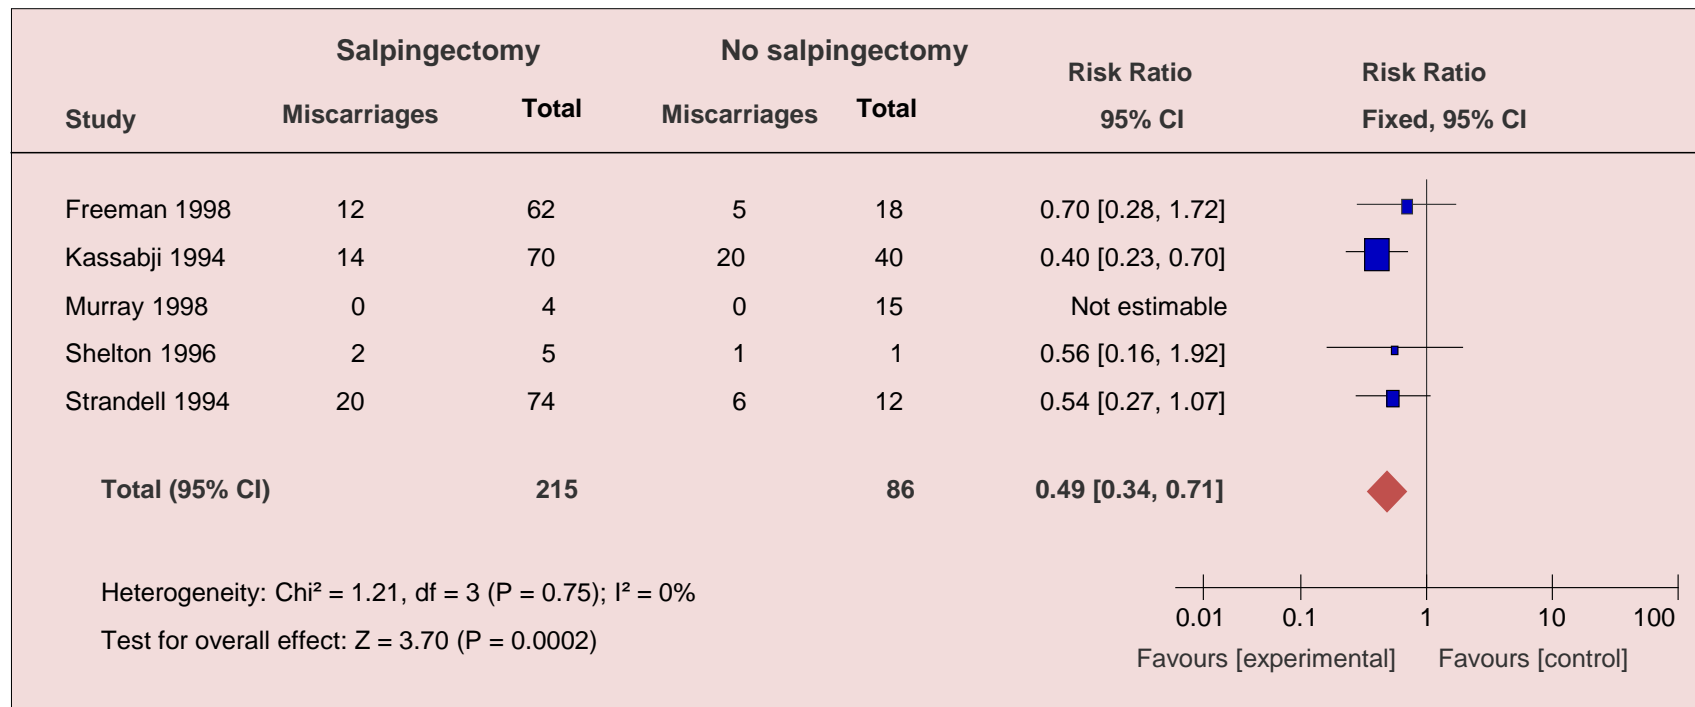 Salpingectomy No salpingectomy
Risk Ratio Risk Ratio
Study Miscarriages Total Miscarriages Total 95% CI Fixed, 95% CI
Freeman 1998 12 62 5 18 0.70 [0.28, 1.72]
Kassabji 1994 14 70 20 40 0.40 [0.23, 0.70]
Murray 1998 0 4 0 15 Not estimable
Shelton 1996 2 5 1 1 0.56 [0.16, 1.92]
Strandell 1994 20 74 6 12 0.54 [0.27, 1.07]
Total (95% CI) 215 86 0.49 [0.34, 0.71]
Heterogeneity: Chi² = 1.21, df = 3 (P = 0.75); I² = 0%
0.01 0.1 1 10 100
Test for overall effect: Z = 3.70 (P = 0.0002)
Favours [experimental] Favours [control]